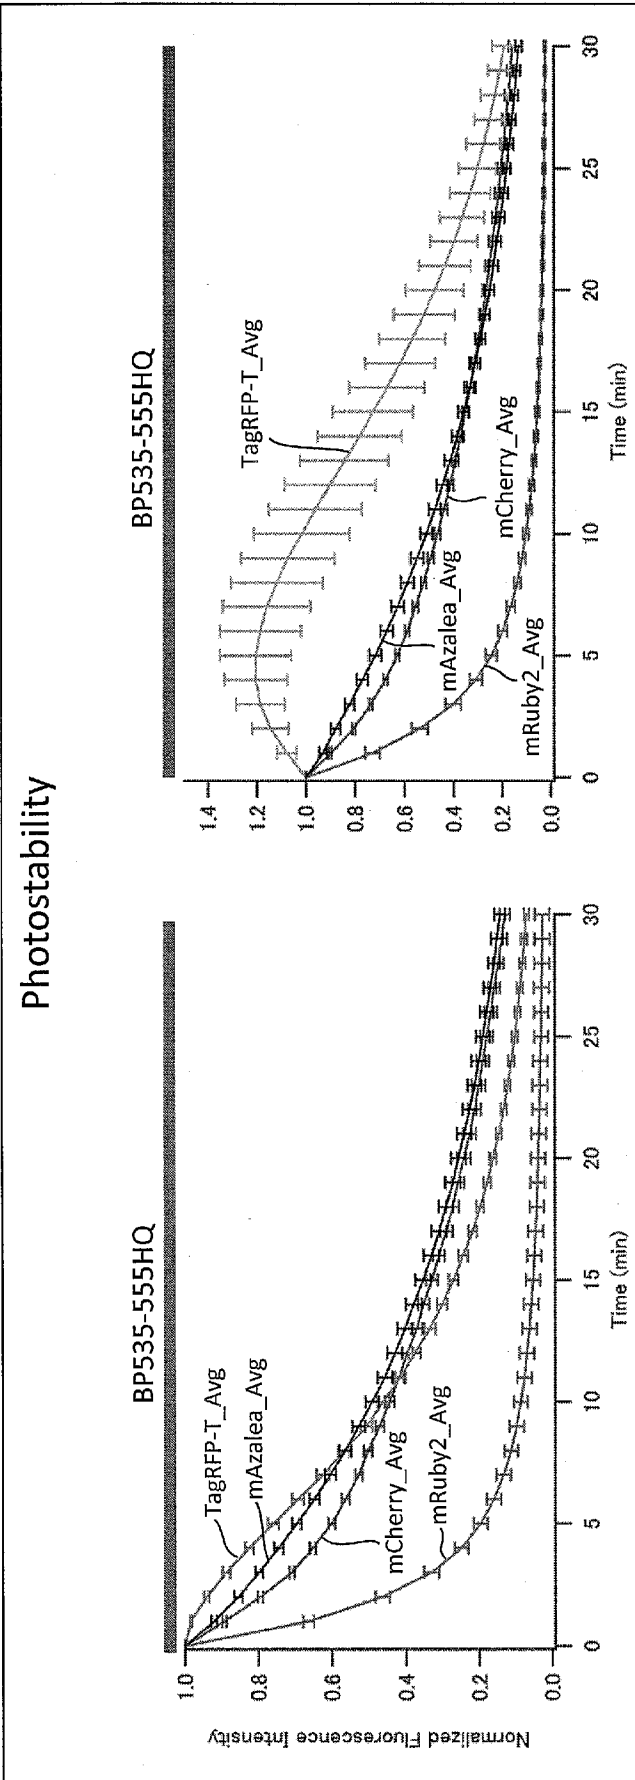 Photostability
BP535-555HQ
Normalized Fluorescence Intensity
1.0
0.8
0.6
0.4
0.2
0.0
TagRFP-T_Avg
mAzalea_Avg
mCherry_Avg
mRuby2_Avg
0 5 10 15 20 25 30
Time (min)
BP535-555HQ
1.4
1.2
1.0
0.8
0.6
0.4
0.2
0.0
TagRFP-T_Avg
mCherry_Avg
mAzalea_Avg
mRuby2_Avg
0 5 10 15 20 25 30
Time (min)